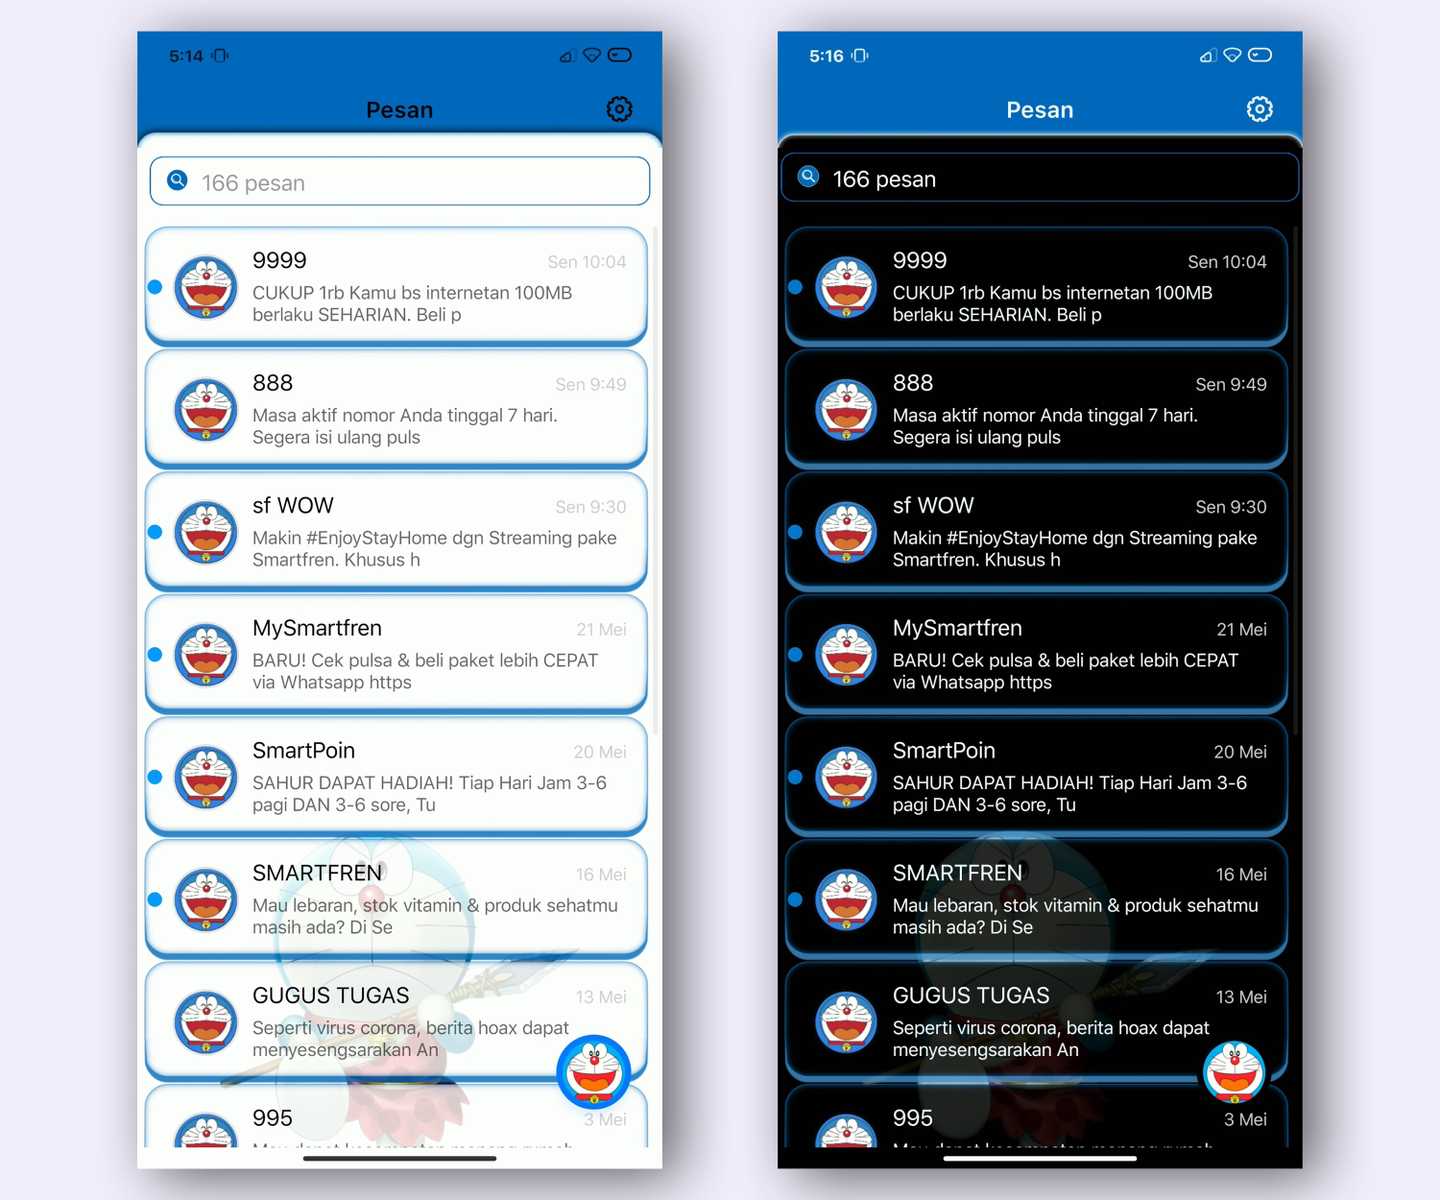 5:14
Pesan
166 pesan
9999
Sen 10:04
CUKUP 1rb Kamu bs internetan 100MB
berlaku SEHARIAN. Beli p
888
Sen 9:49
Masa aktif nomor Anda tinggal 7 hari.
Segera isi ulang puls
sf WOW
Sen 9:30
Makin #EnjoyStayHome dgn Streaming pake
Smartfren. Khusus h
MySmartfren
21 Mei
BARU! Cek pulsa & beli paket lebih CEPAT
via Whatsapp https
SmartPoin
20 Mei
SAHUR DAPAT HADIAH! Tiap Hari Jam 3-6
pagi DAN 3-6 sore, Tu
SMARTFREN
16 Mei
Mau lebaran, stok vitamin & produk sehatmu
masih ada? Di Se
GUGUS TUGAS
13 Mei
Seperti virus corona, berita hoax dapat
menyesengsarakan An
995
3 Mei
5:16
Pesan
166 pesan
9999
Sen 10:04
CUKUP 1rb Kamu bs internetan 100MB
berlaku SEHARIAN. Beli p
888
Sen 9:49
Masa aktif nomor Anda tinggal 7 hari.
Segera isi ulang puls
sf WOW
Sen 9:30
Makin #EnjoyStayHome dgn Streaming pake
Smartfren. Khusus h
MySmartfren
21 Mei
BARU! Cek pulsa & beli paket lebih CEPAT
via Whatsapp https
SmartPoin
20 Mei
SAHUR DAPAT HADIAH! Tiap Hari Jam 3-6
pagi DAN 3-6 sore, Tu
SMARTFREN
16 Mei
Mau lebaran, stok vitamin & produk sehatmu
masih ada? Di Se
GUGUS TUGAS
13 Mei
Seperti virus corona, berita hoax dapat
menyesengsarakan An
995
3 Mei